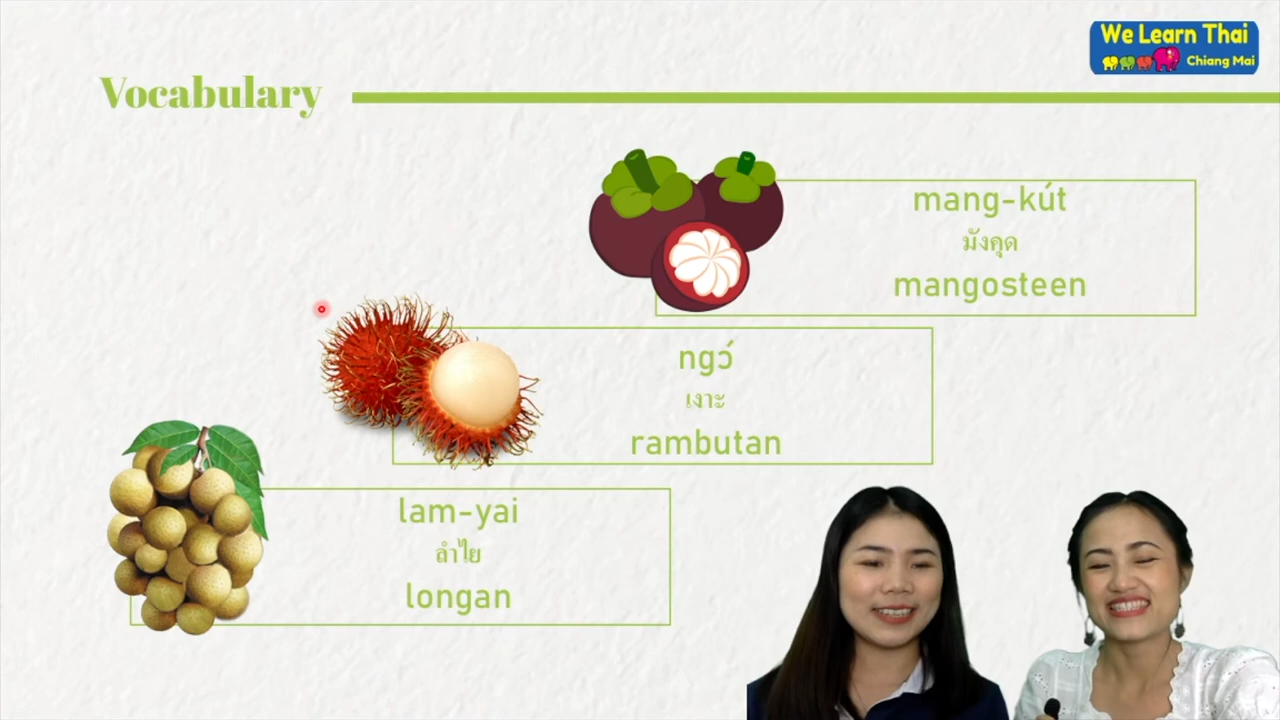 We Learn Thai
Chiang Mai
Vocabulary
mang-kút
มังคุด
mangosteen
ngɔ́
เงาะ
rambutan
lam-yai
ลำไย
longan